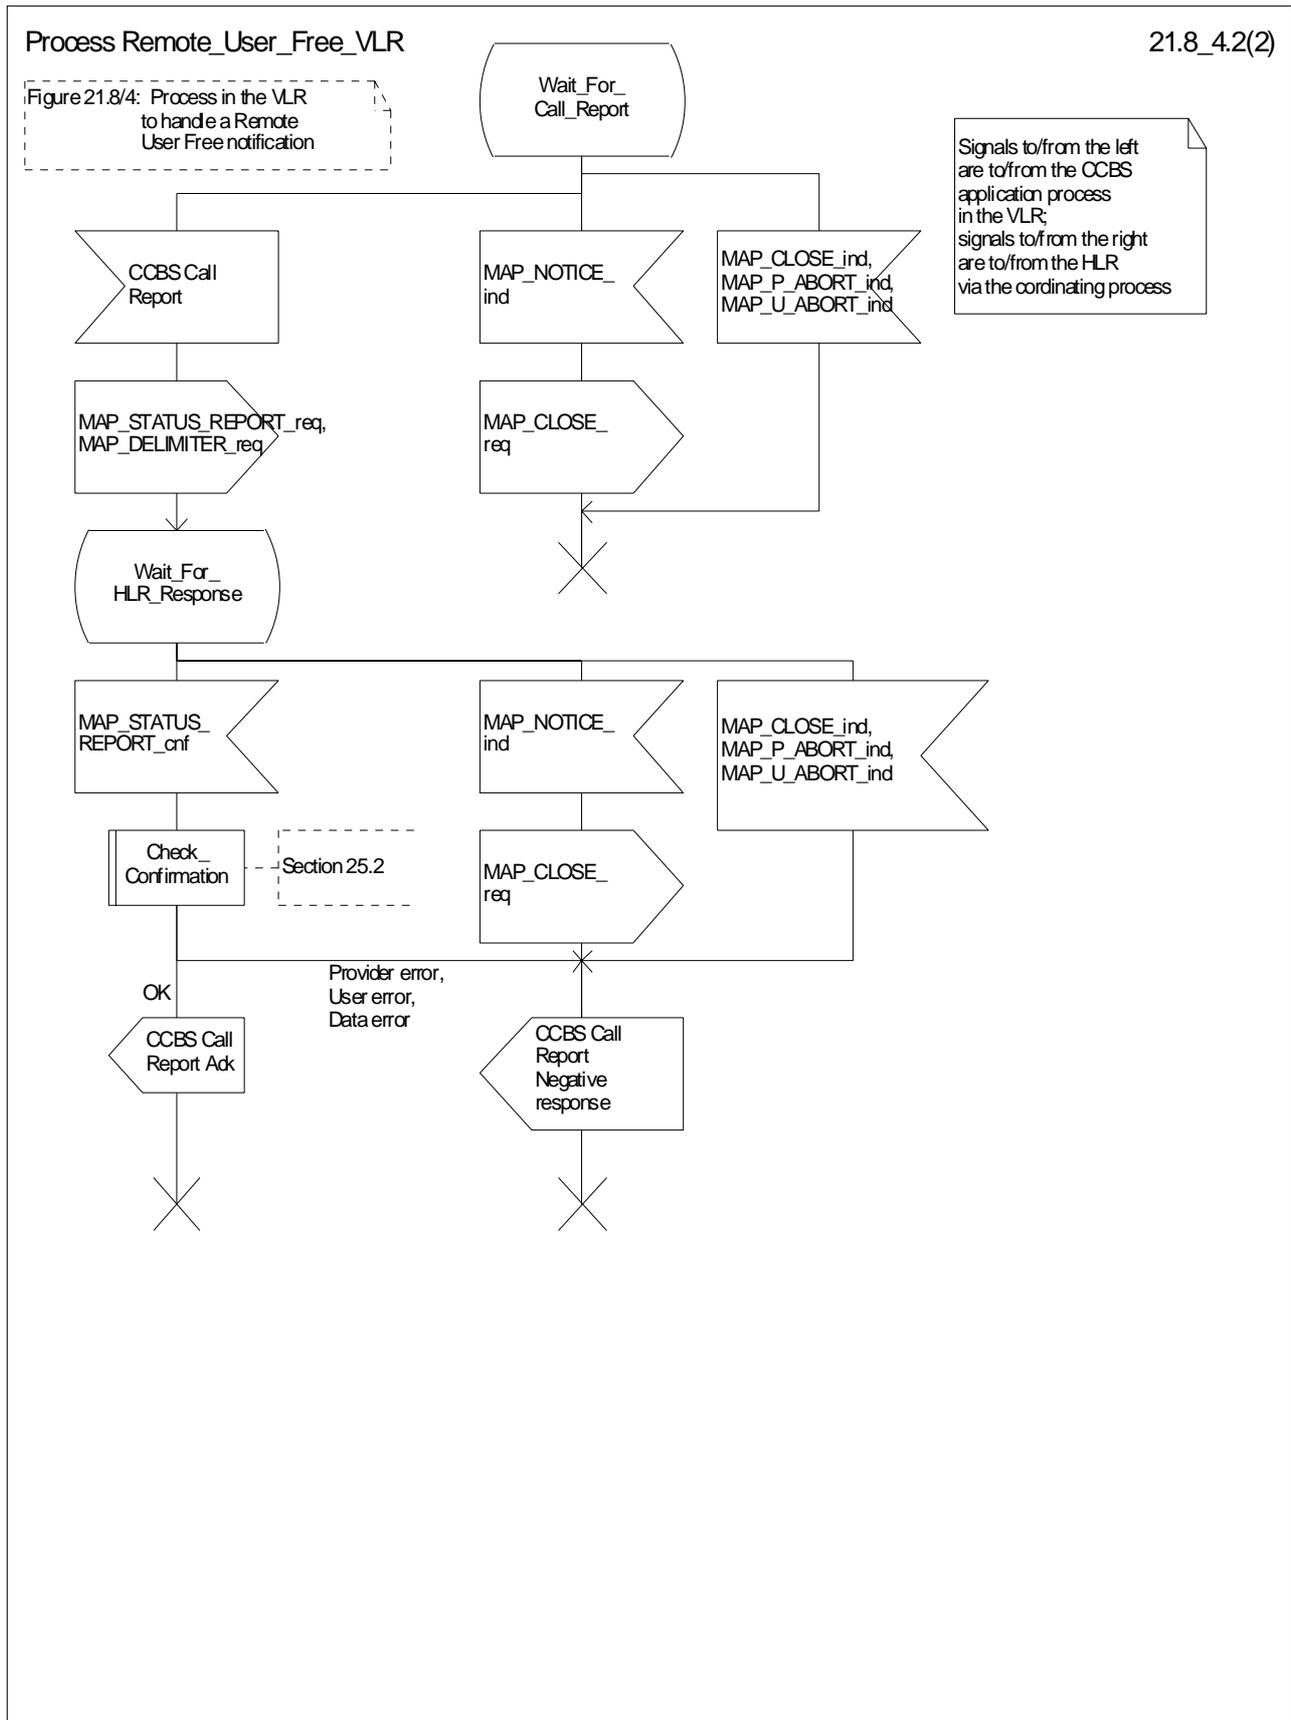 Process Remote_User_Free_VLR
21.8_4.2(2)
Figure 21.8/4: Process in the VLR
to handle a Remote
User Free notification
Wait_For_
Call_Report
Signals to/from the left
are to/from the CCBS
application process
in the VLR;
signals to/from the right
are to/from the HLR
via the cordinating process
CCBS Call
Report
MAP_NOTICE_
ind
MAP_CLOSE_ind,
MAP_P_ABORT_ind,
MAP_U_ABORT_ind
MAP_STATUS_REPORT_req,
MAP_DELIMITER_req
MAP_CLOSE_
req
Wait_For_
HLR_Response
MAP_STATUS_
REPORT_cnf
MAP_NOTICE_
ind
MAP_CLOSE_ind,
MAP_P_ABORT_ind,
MAP_U_ABORT_ind
Check_
Confirmation
Section 25.2
MAP_CLOSE_
req
Provider error,
User error,
Data error
OK
CCBS Call
Report Ack
CCBS Call
Report
Negative
response